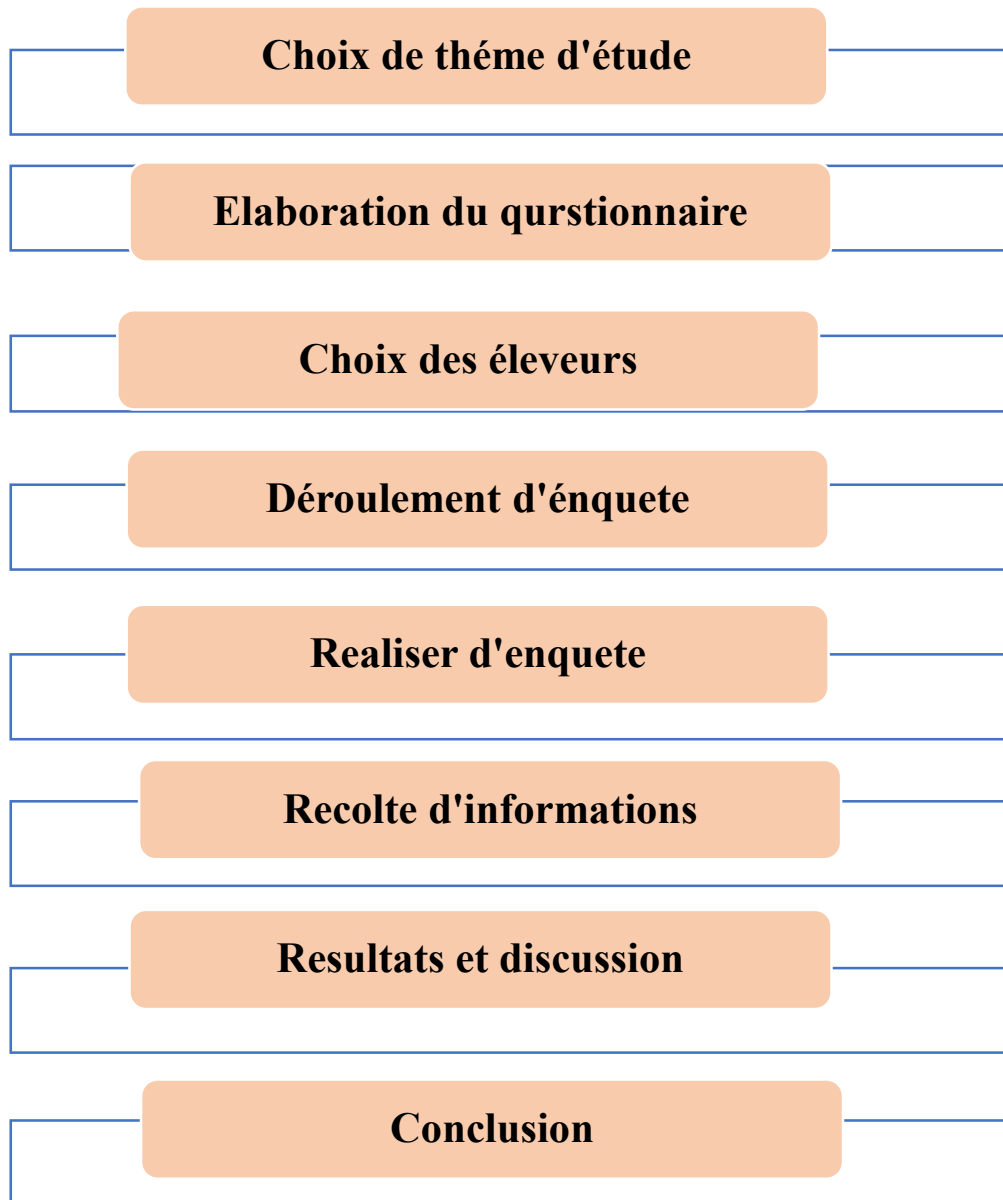 Choix de théme d'étude
Elaboration du qurstionnaire
Choix des éleveurs
Déroulement d'énquete
Realiser d'enquete
Recolte d'informations
Resultats et discussion
Conclusion